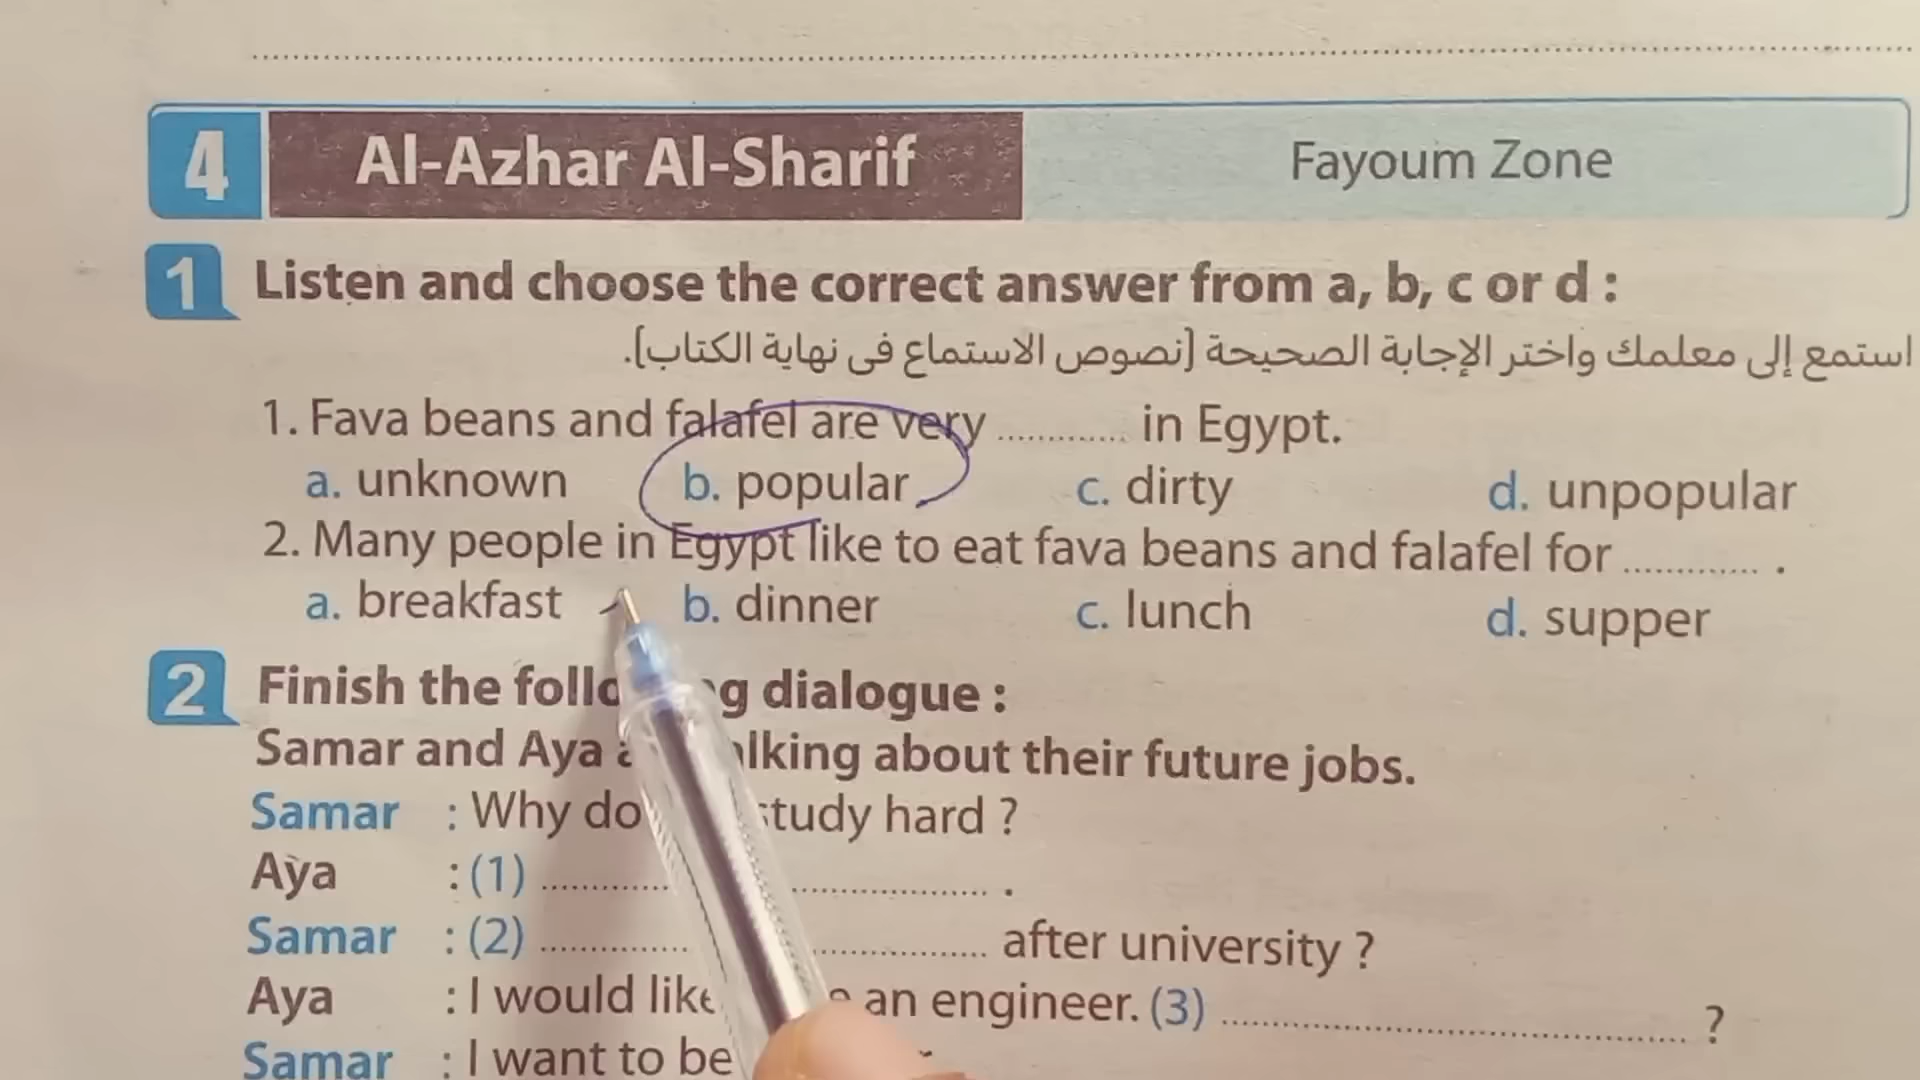 4 Al-Azhar Al-Sharif Fayoum Zone
1 Listen and choose the correct answer from a, b, c or d :
استمع إلى معلمك واختر الإجابة الصحيحة [نصوص الاستماع فى نهاية الكتاب].
1. Fava beans and falafel are very ............ in Egypt.
a. unknown b. popular c. dirty d. unpopular
2. Many people in Egypt like to eat fava beans and falafel for ............ .
a. breakfast b. dinner c. lunch d. supper
2 Finish the dialogue :
Samar and Aya about their future jobs.
Samar : Why do study hard ?
Aya : (1) ............ .
Samar : (2) ............ after university ?
Aya : I would an engineer. (3) ............ ?
Samar : I want to be